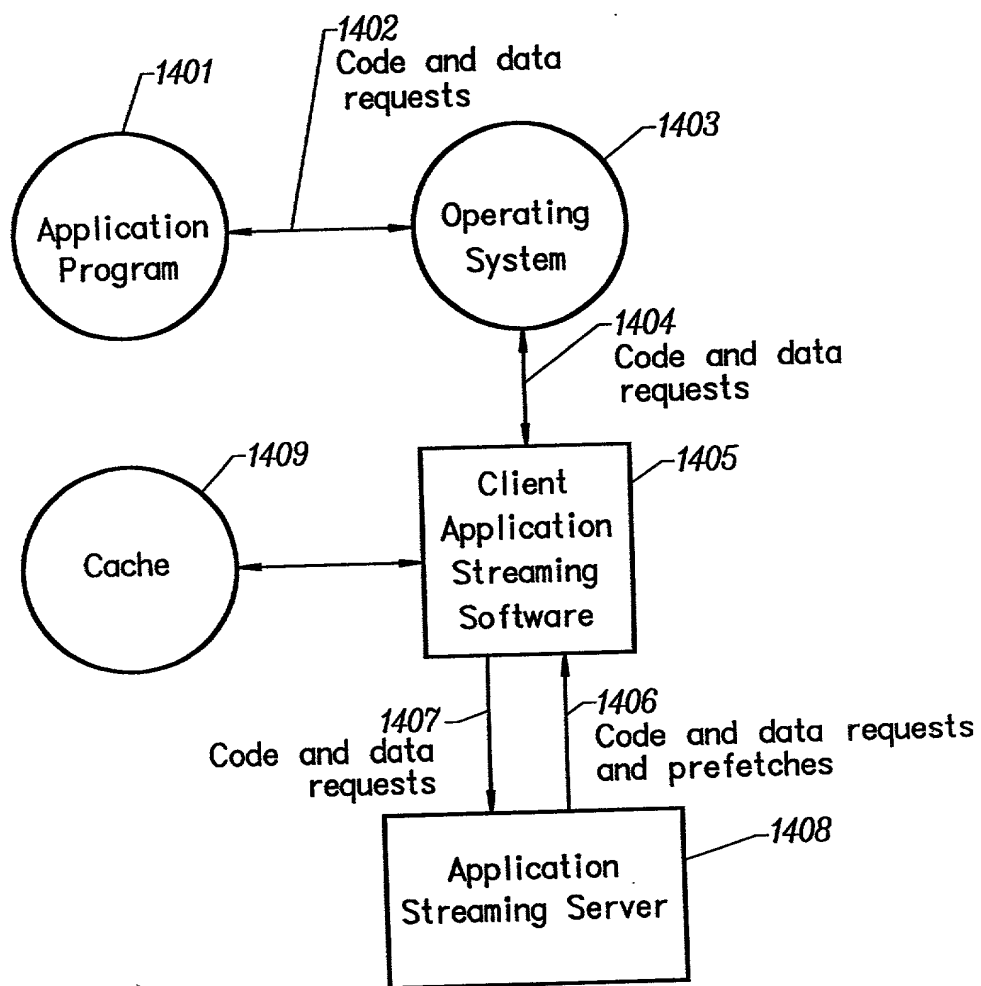 1402
Code and data
requests
1401
Application
Program
1403
Operating
System
1404
Code and data
requests
1405
Client
Application
Streaming
Software
1409
Cache
1407
Code and data
requests
1406
Code and data requests
and prefetches
1408
Application
Streaming Server